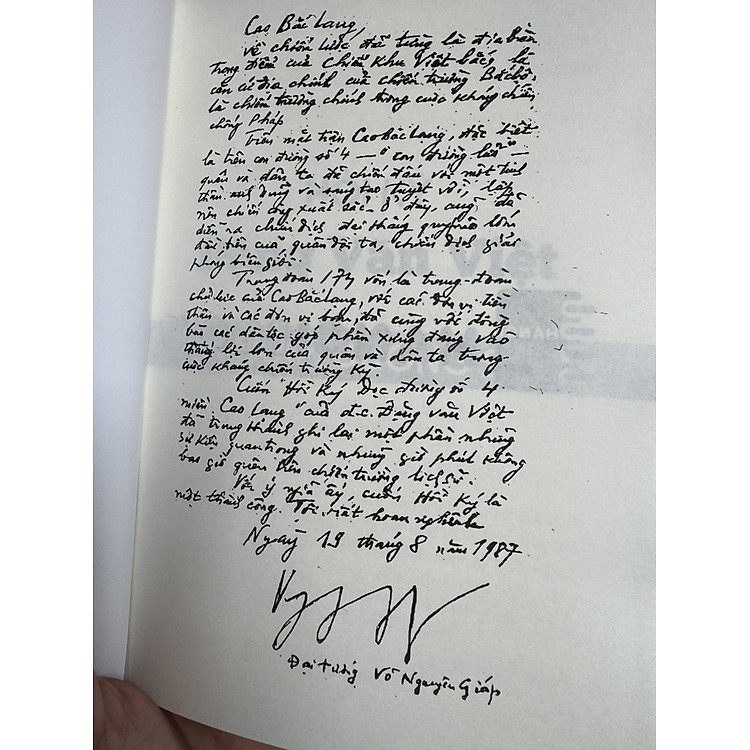 Cao Bắc Lạng,
về chiến lược đã từng là địa bàn
trọng điểm của chiến khu Việt bắc, là
căn cứ địa chính của chiến trường Bắc bộ,
là chiến trường chính trong cuộc kháng chiến
chống Pháp
Trên mặt trận Cao Bắc Lạng, đặc biệt
là trên con đường số 4 — "con đường lửa" —
quân và dân ta đã chiến đấu với một tinh
thần anh dũng và sáng tạo tuyệt vời, lập
nên chiến công xuất sắc. Ở đây, cũng đã
diễn ra chiến dịch đại thắng quy mô lớn
đầu tiên của quân đội ta, chiến dịch giải
phóng biên giới.
Trung đoàn 174 vốn là trung đoàn
chủ lực của Cao Bắc Lạng, với các đơn vị tiền
thân và các đơn vị bạn, đã cùng với đồng
bào các dân tộc góp phần xứng đáng vào
thắng lợi lớn của quân và dân ta trong
cuộc kháng chiến trường kỳ
Cuốn Hồi Ký Dọc đường số 4
miền Cao Lạng" của đ.c. Đặng văn Việt
đã trung thành ghi lại một phần những
sự kiện quan trọng và những giờ phút không
bao giờ quên trên chiến trường lịch sử.
Với ý nghĩa ấy, cuốn Hồi Ký là
một thành công. Tôi rất hoan nghênh
Ngày 19 tháng 8 năm 1987
Đại tướng Võ Nguyên Giáp
văn Việt